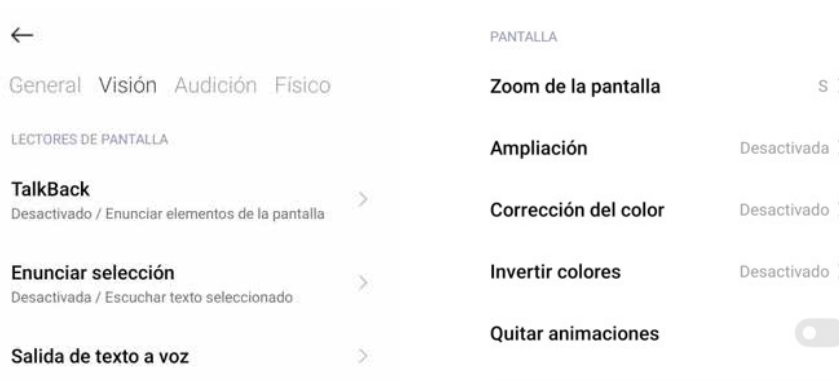 General Visión Audición Físico
LECTORES DE PANTALLA
TalkBack
Desactivado / Enunciar elementos de la pantalla
Enunciar selección
Desactivada / Escuchar texto seleccionado
Salida de texto a voz
PANTALLA
Zoom de la pantalla S
Ampliación Desactivada
Corrección del color Desactivado
Invertir colores Desactivado
Quitar animaciones